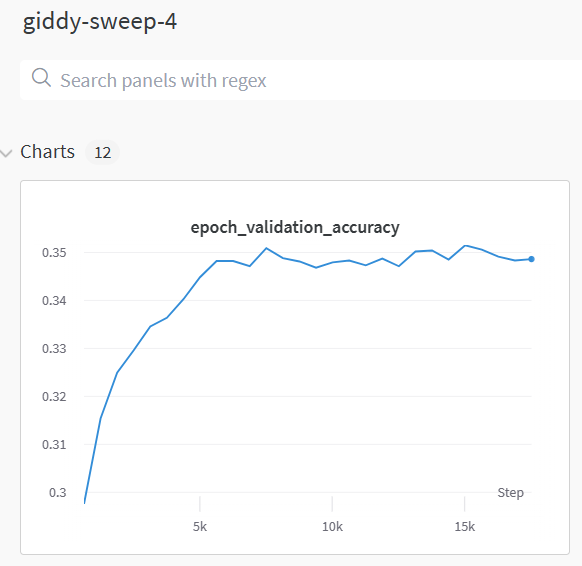 giddy-sweep-4
Search panels with regex
Charts 12
epoch_validation_accuracy
0.35
0.34
0.33
0.32
0.31
0.3
Step
5k 10k 15k